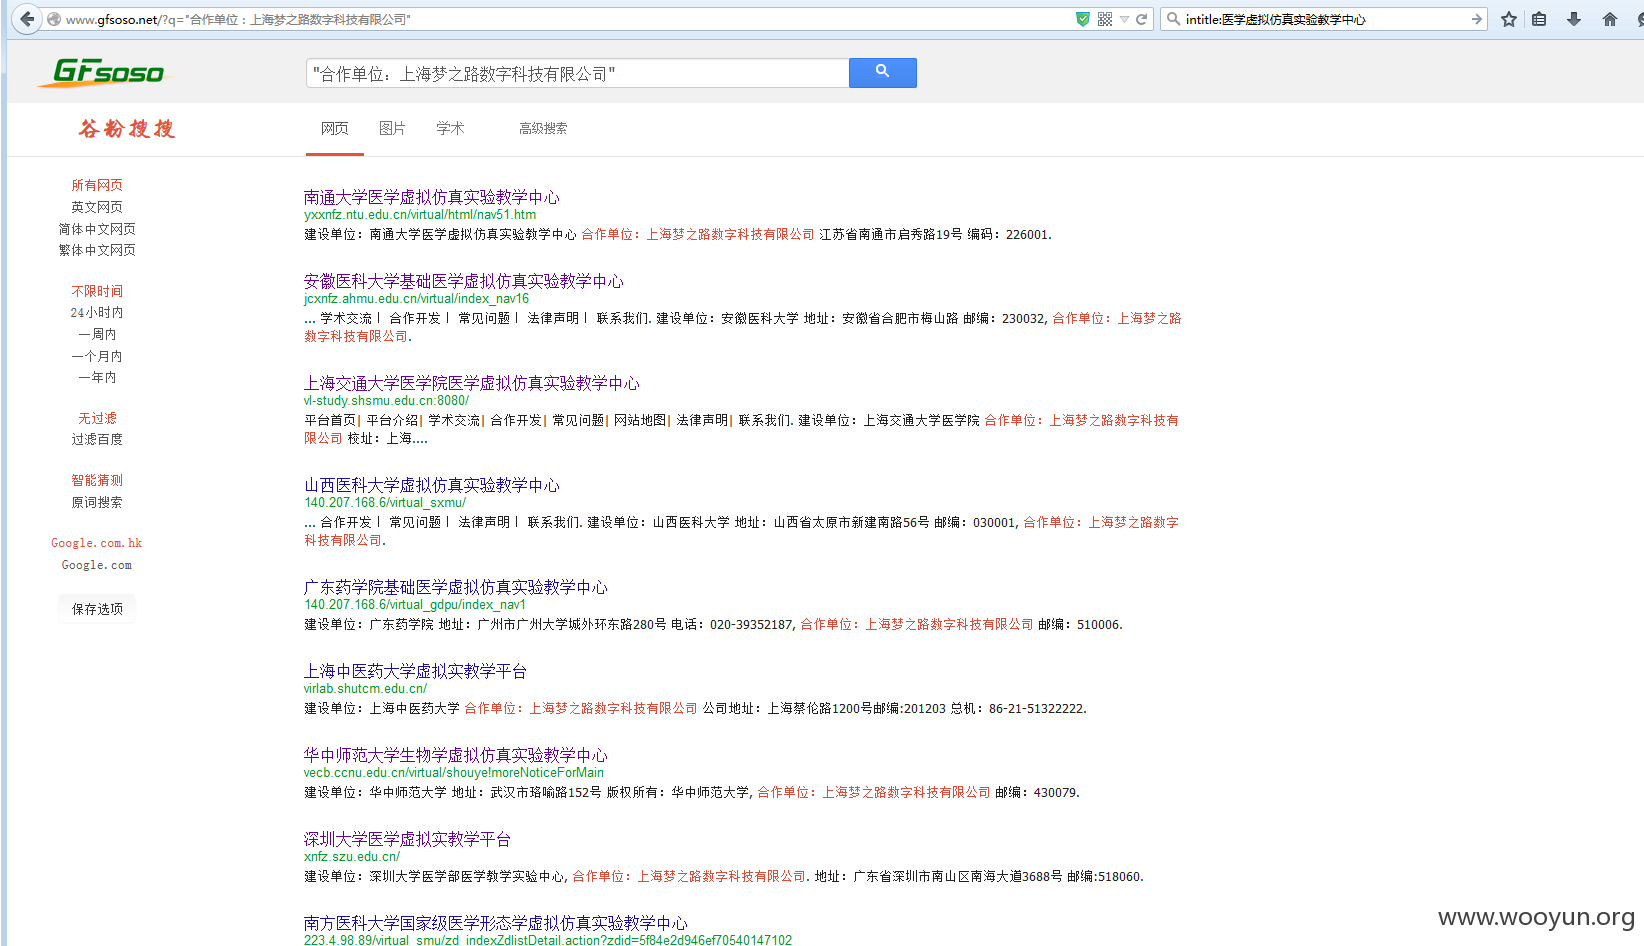 www.gfsoso.net/?q="合作单位：上海梦之路数字科技有限公司"
intitle:医学虚拟仿真实验教学中心
GFsoso
"合作单位：上海梦之路数字科技有限公司"
谷粉搜搜
网页 图片 学术 高级搜索
所有网页
英文网页
简体中文网页
繁体中文网页
不限时间
24小时内
一周内
一个月内
一年内
无过滤
过滤百度
智能猜测
原词搜索
Google.com.hk
Google.com
保存选项
南通大学医学虚拟仿真实验教学中心
yxxnfz.ntu.edu.cn/virtual/html/nav51.htm
建设单位：南通大学医学虚拟仿真实验教学中心 合作单位：上海梦之路数字科技有限公司 江苏省南通市启秀路19号 编码：226001.
安徽医科大学基础医学虚拟仿真实验教学中心
jcxnfz.ahmu.edu.cn/virtual/index_nav16
... 学术交流丨 合作开发丨 常见问题丨 法律声明丨 联系我们. 建设单位：安徽医科大学 地址：安徽省合肥市梅山路 邮编：230032, 合作单位：上海梦之路
数字科技有限公司.
上海交通大学医学院医学虚拟仿真实验教学中心
vl-study.shsmu.edu.cn:8080/
平台首页| 平台介绍| 学术交流| 合作开发| 常见问题| 网站地图| 法律声明| 联系我们. 建设单位：上海交通大学医学院 合作单位：上海梦之路数字科技有
限公司 校址：上海....
山西医科大学虚拟仿真实验教学中心
140.207.168.6/virtual_sxmu/
... 合作开发丨 常见问题丨 法律声明丨 联系我们. 建设单位：山西医科大学 地址：山西省太原市新建南路56号 邮编：030001, 合作单位：上海梦之路数字
科技有限公司.
广东药学院基础医学虚拟仿真实验教学中心
140.207.168.6/virtual_gdpu/index_nav1
建设单位：广东药学院 地址：广州市广州大学城外环东路280号 电话：020-39352187, 合作单位：上海梦之路数字科技有限公司 邮编：510006.
上海中医药大学虚拟实教学平台
virlab.shutcm.edu.cn/
建设单位：上海中医药大学 合作单位：上海梦之路数字科技有限公司 公司地址：上海蔡伦路1200号邮编:201203 总机：86-21-51322222.
华中师范大学生物学虚拟仿真实验教学中心
vecb.ccnu.edu.cn/virtual/shouye!moreNoticeForMain
建设单位：华中师范大学 地址：武汉市珞喻路152号 版权所有：华中师范大学, 合作单位：上海梦之路数字科技有限公司 邮编：430079.
深圳大学医学虚拟实教学平台
xnfz.szu.edu.cn/
建设单位：深圳大学医学部医学教学实验中心, 合作单位：上海梦之路数字科技有限公司. 地址：广东省深圳市南山区南海大道3688号 邮编:518060.
南方医科大学国家级医学形态学虚拟仿真实验教学中心
223.4.98.89/virtual_smu/zd_indexZdlistDetail.action?zdid=5f84e2d946ef70540147102
www.wooyun.org